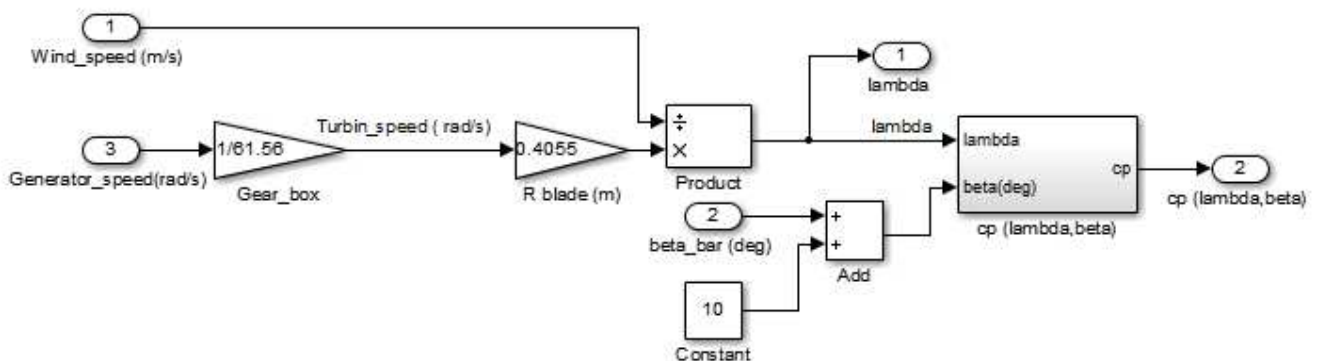 1
Wind_speed (m/s)
1
lambda
3
Generator_speed(rad/s)
1/61.56
Gear_box
Turbin_speed ( rad/s)
0.4055
R blade (m)
÷
×
Product
lambda
lambda
beta(deg)
cp
cp (lambda,beta)
2
cp (lambda,beta)
2
beta_bar (deg)
+
+
Add
10
Constant